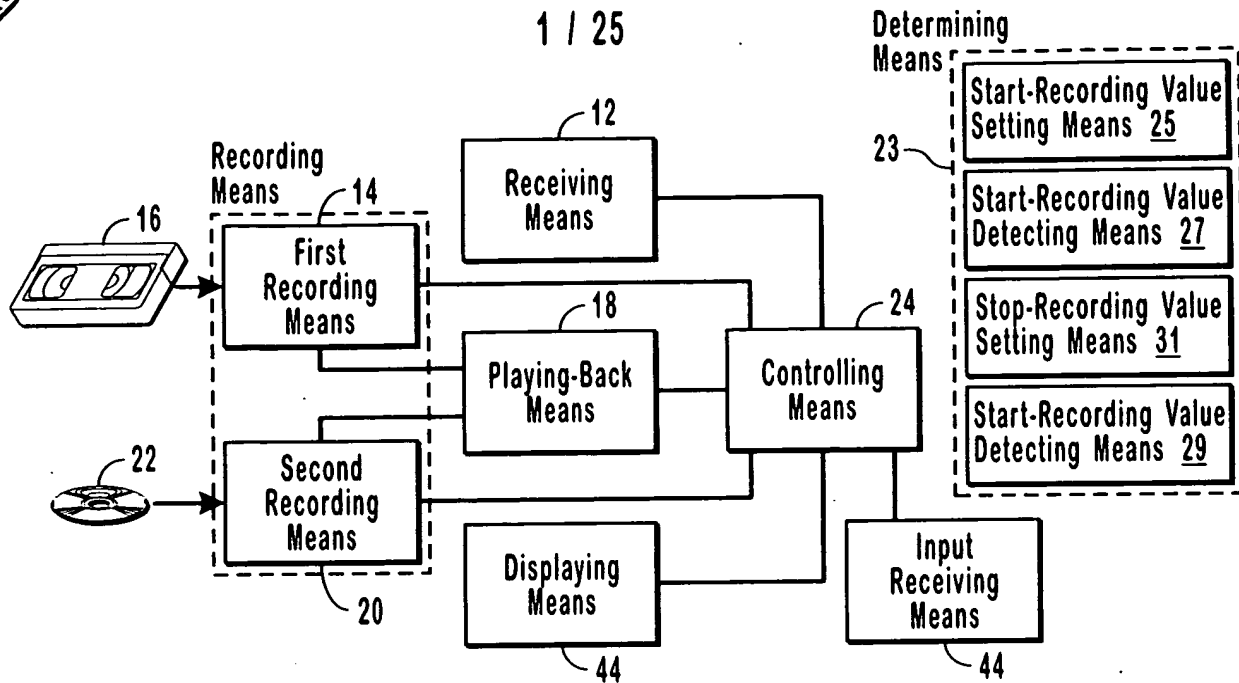 1 / 25
Determining
Means
Start-Recording Value
Setting Means 25
23
Start-Recording Value
Detecting Means 27
Stop-Recording Value
Setting Means 31
Start-Recording Value
Detecting Means 29
12
Receiving
Means
Recording
Means
14
16
First
Recording
Means
18
Playing-Back
Means
24
Controlling
Means
22
Second
Recording
Means
20
Displaying
Means
44
Input
Receiving
Means
44